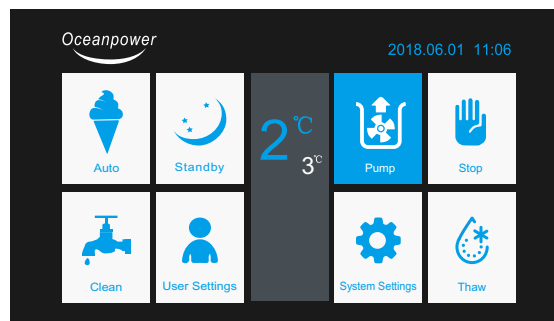 Oceanpower
2018.06.01 11:06
2℃
3℃
Auto
Standby
Pump
Stop
Clean
User Settings
System Settings
Thaw